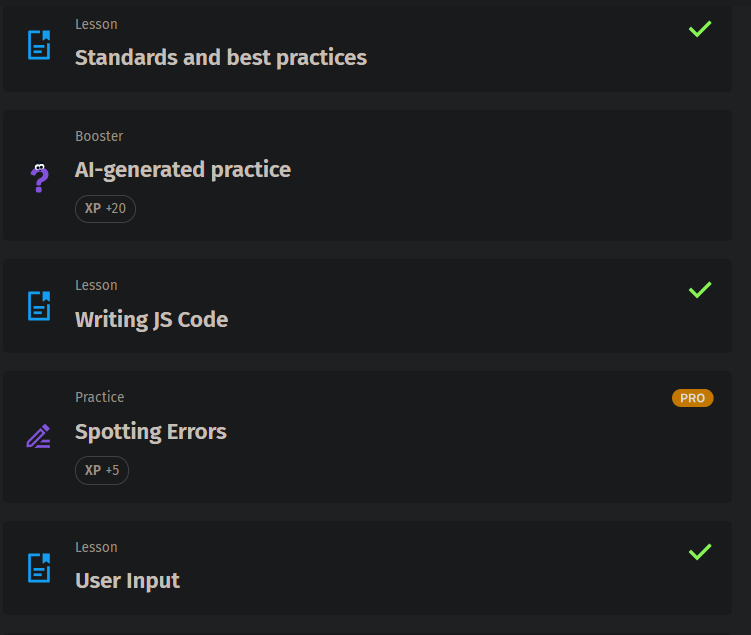 Lesson
Standards and best practices
Booster
AI-generated practice
XP +20
Lesson
Writing JS Code
Practice
PRO
Spotting Errors
XP +5
Lesson
User Input